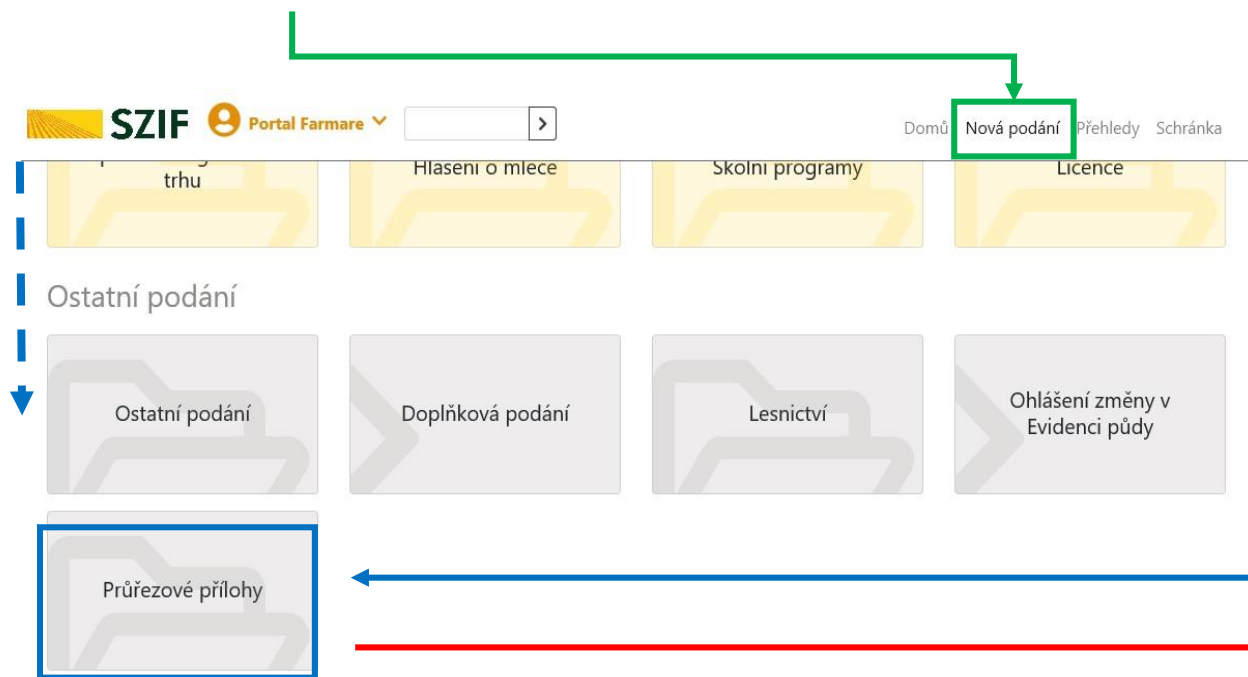 SZIF Portal Farmare > Domů Nová podání Přehledy Schránka
trhu Hlášení o mléce Školní programy Licence
Ostatní podání
Ostatní podání Doplňková podání Lesnictví Ohlášení změny v
Evidenci půdy
Průřezové přílohy